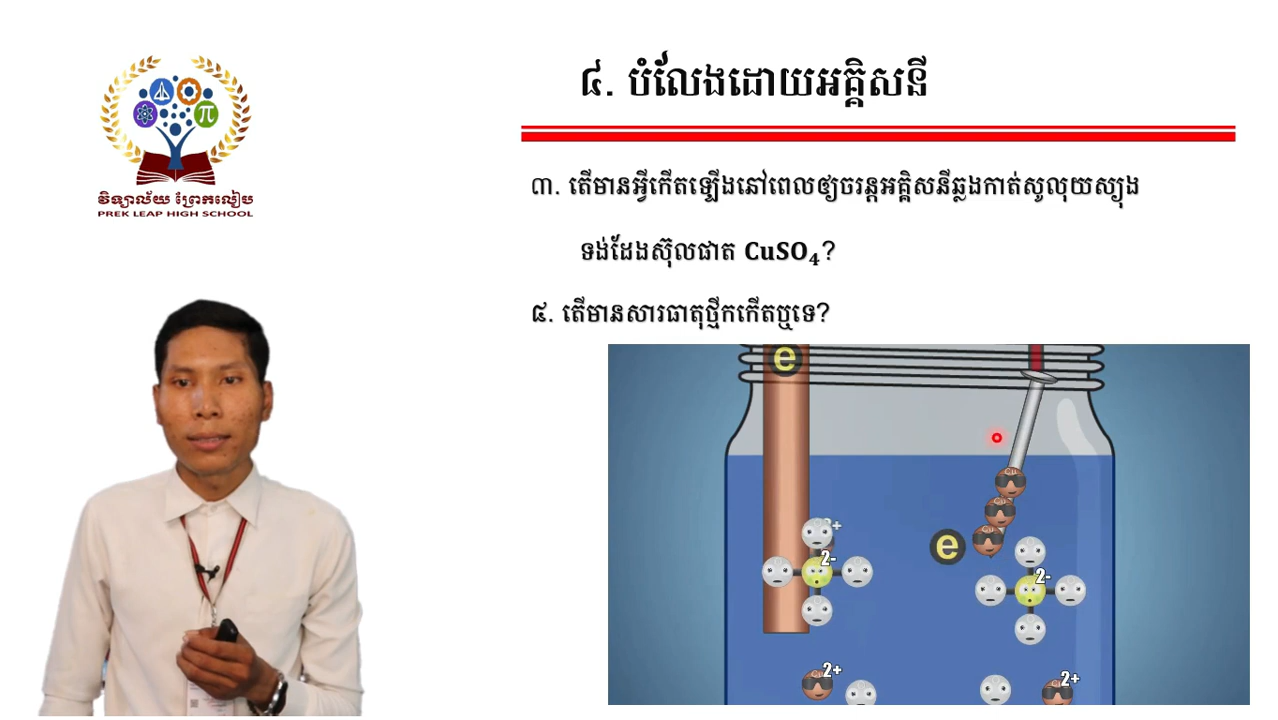 វិទ្យាល័យ ព្រែកលៀប
PREK LEAP HIGH SCHOOL
៤. បំលែងដោយអគ្គិសនី
៣. តើមានអ្វីកើតឡើងនៅពេលឲ្យចរន្តអគ្គិសនីឆ្លងកាត់សូលុយស្យុង
ទង់ដែងស៊ុលផាត CuSO₄?
៤. តើមានសារធាតុថ្មីកកើតឬទេ?
e
Cu
Cu
e
2+
2-
2-
2+
2+